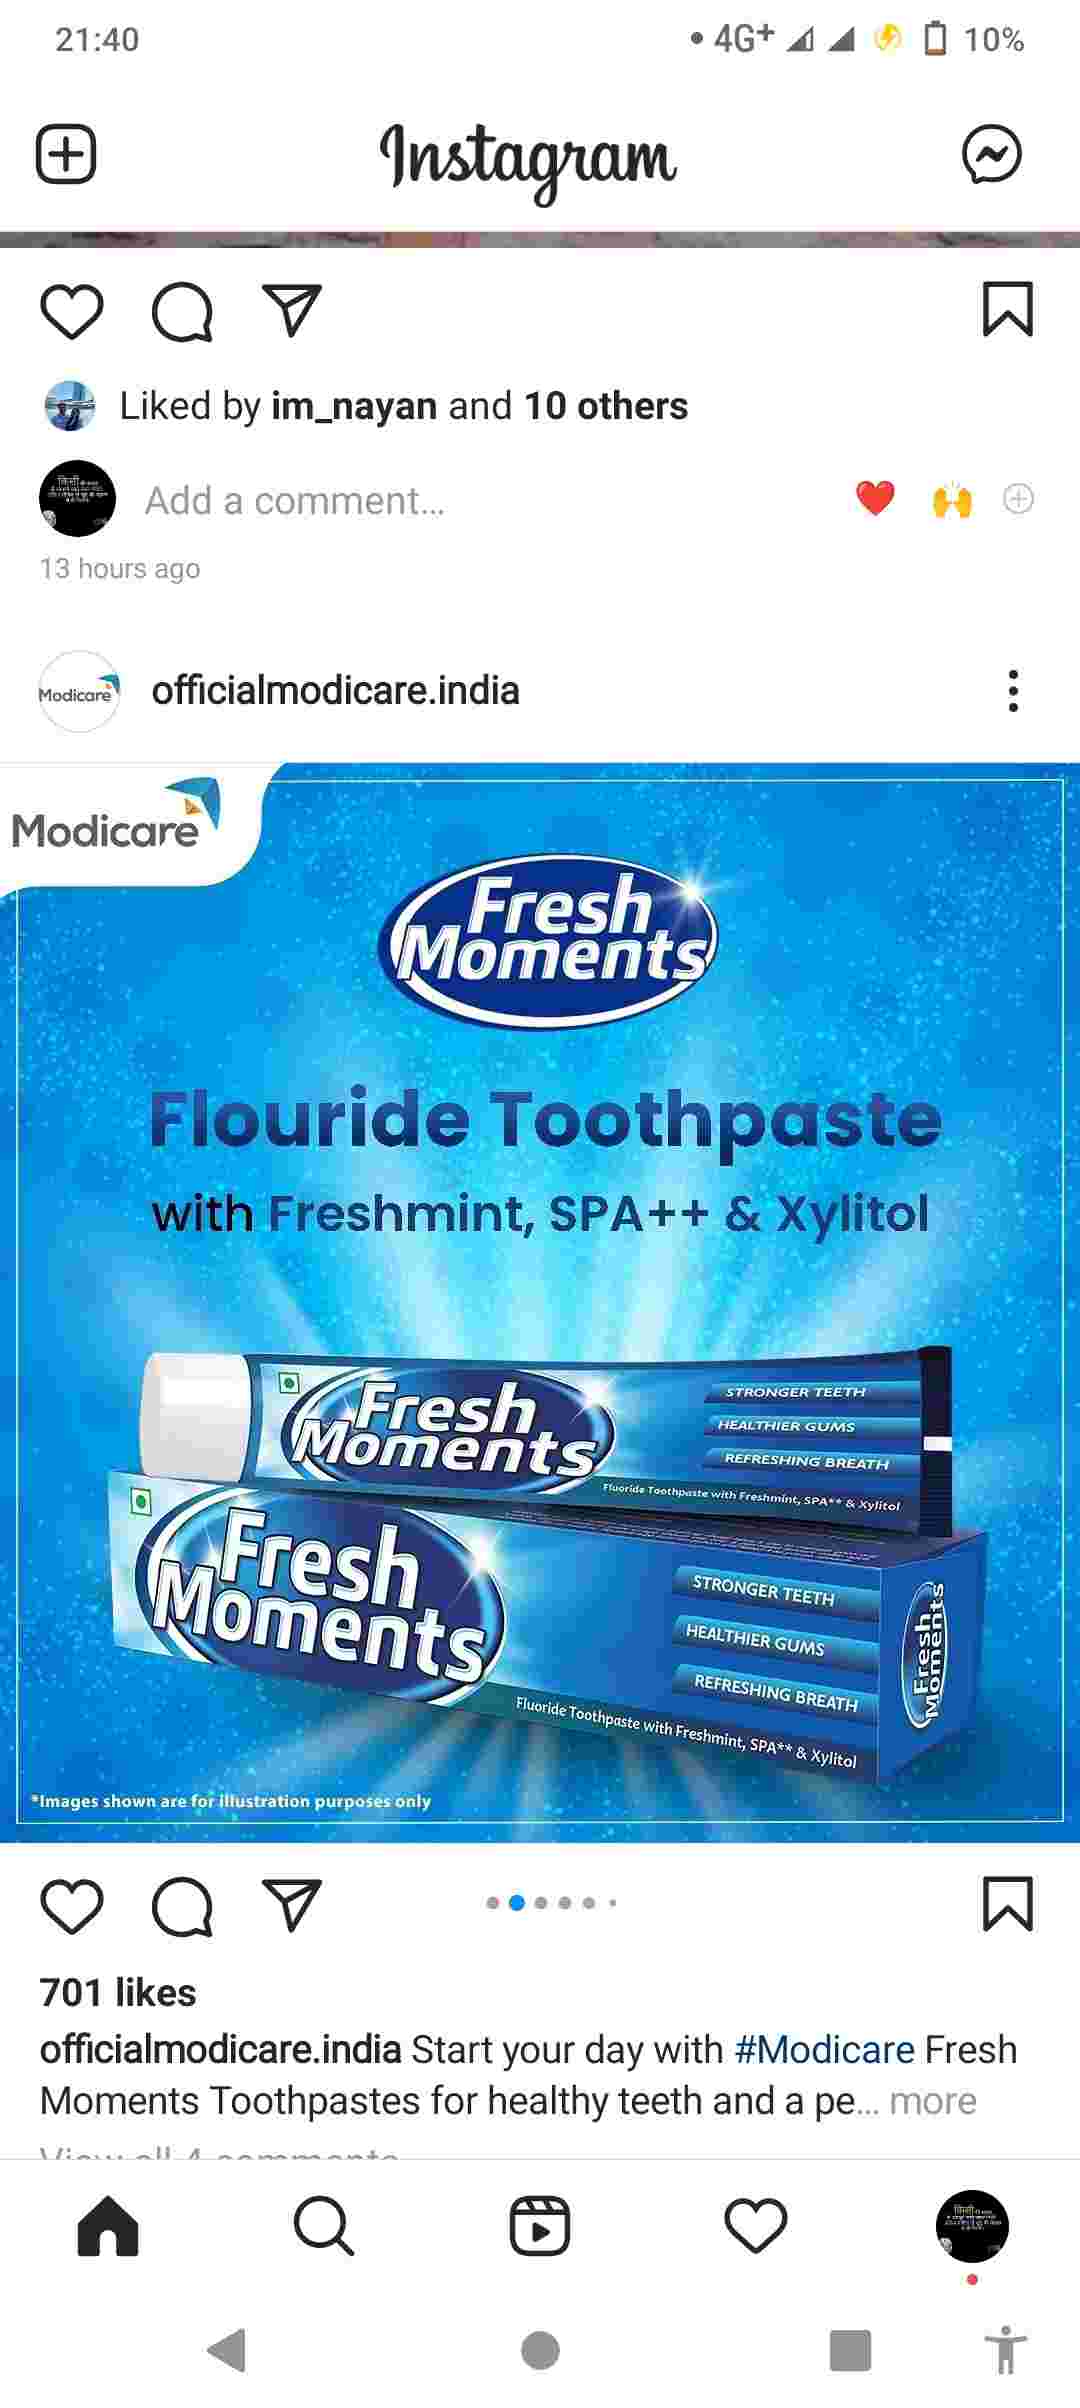 21:40
4G+
10%
Instagram
Liked by im_nayan and 10 others
Add a comment...
13 hours ago
Modicare
officialmodicare.india
Modicare
Fresh
Moments
Flouride Toothpaste
with Freshmint, SPA++ & Xylitol
Fresh
Moments
STRONGER TEETH
HEALTHIER GUMS
REFRESHING BREATH
Fluoride Toothpaste with Freshmint, SPA** & Xylitol
Fresh
Moments
STRONGER TEETH
HEALTHIER GUMS
REFRESHING BREATH
Fluoride Toothpaste with Freshmint, SPA** & Xylitol
Fresh
Moments
*Images shown are for illustration purposes only
701 likes
officialmodicare.india Start your day with #Modicare Fresh
Moments Toothpastes for healthy teeth and a pe... more
View all 4 comments